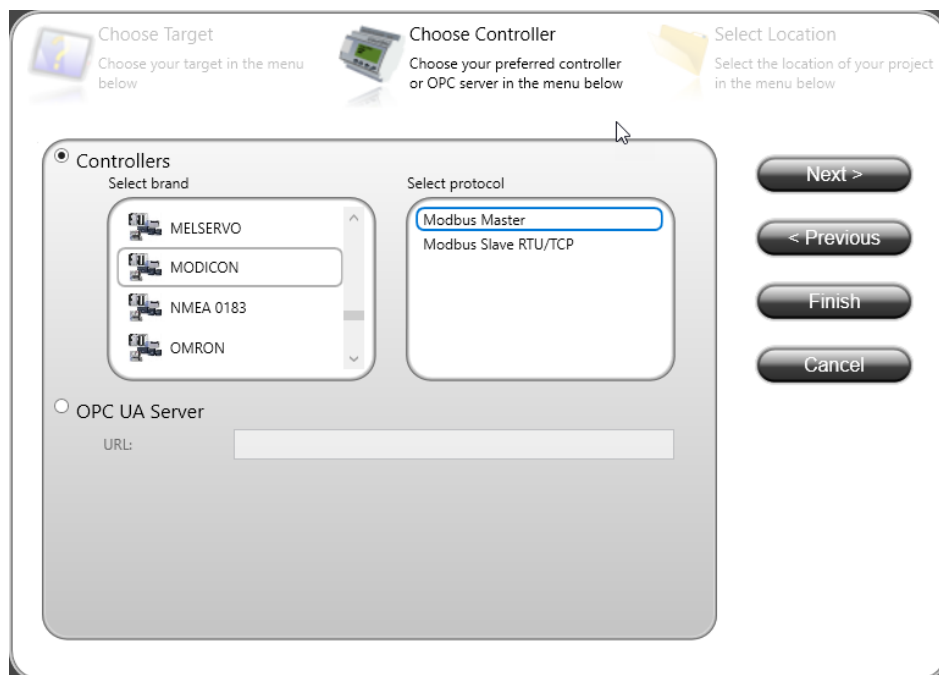 Choose Target
Choose your target in the menu
below
Choose Controller
Choose your preferred controller
or OPC server in the menu below
Select Location
Select the location of your project
in the menu below
Controllers
Select brand
MELSERVO
MODICON
NMEA 0183
OMRON
Select protocol
Modbus Master
Modbus Slave RTU/TCP
OPC UA Server
URL:
Next >
< Previous
Finish
Cancel